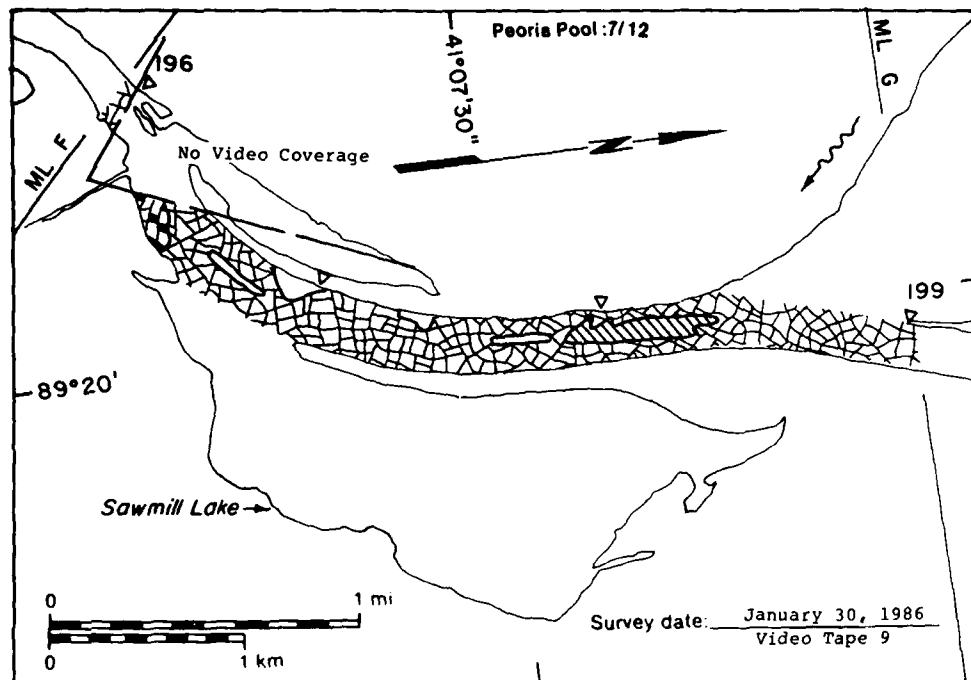 Peoria Pool :7/12
196
41°07'30"
ML G
ML F
No Video Coverage
N
199
89°20'
Sawmill Lake
0 1 mi
0 1 km
Survey date: January 30, 1986
Video Tape 9